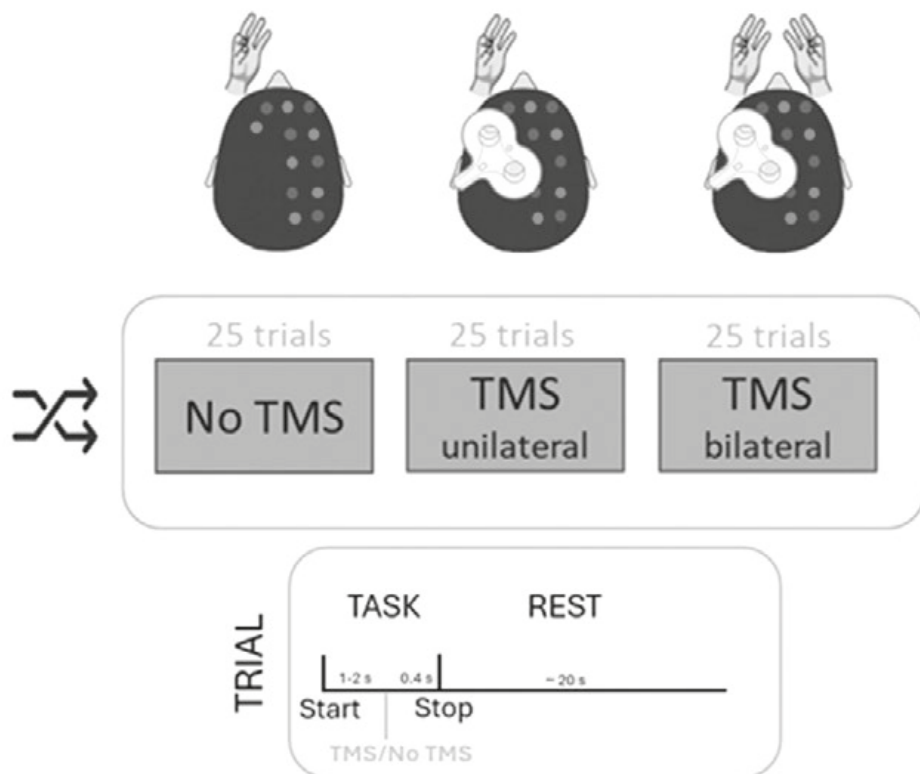 25 trials 25 trials 25 trials
No TMS TMS unilateral TMS bilateral
TRIAL
TASK REST
1-2 s 0.4 s ~ 20 s
Start Stop
TMS/No TMS